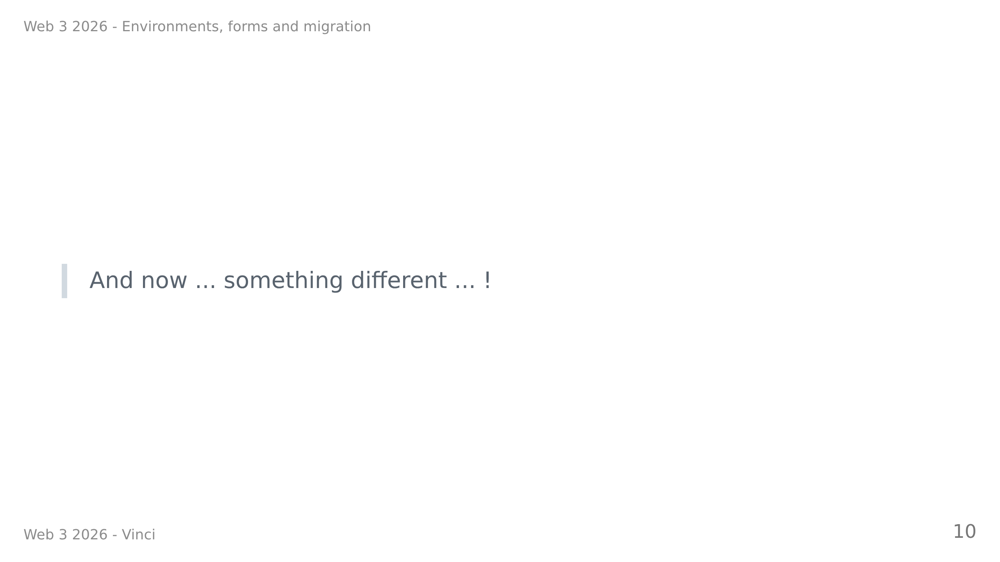 Web 3 2026 - Environments, forms and migration
And now ... something different ... !
Web 3 2026 - Vinci
10